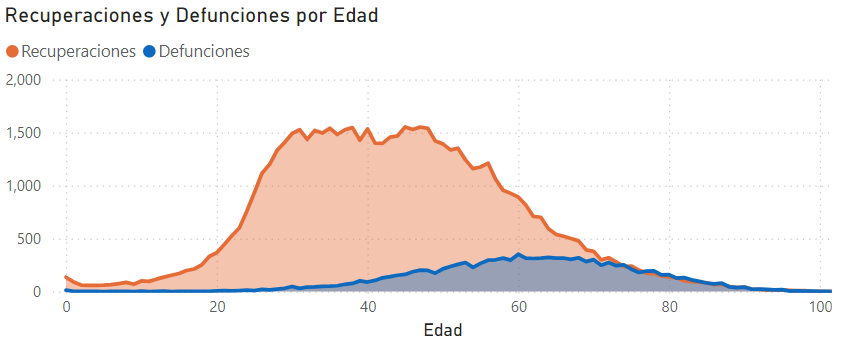 Recuperaciones y Defunciones por Edad
Recuperaciones Defunciones
2,000
1,500
1,000
500
0
0 20 40 60 80 100
Edad